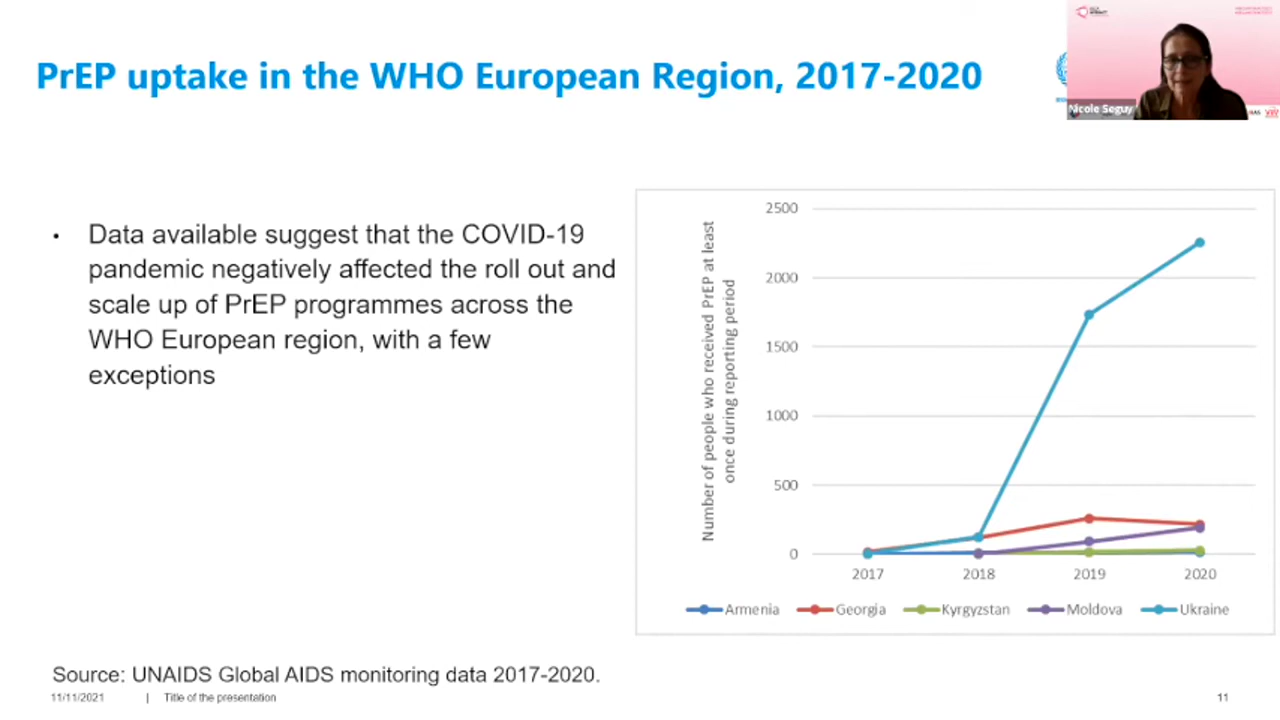 PrEP uptake in the WHO European Region, 2017-2020
Nicole Seguy
• Data available suggest that the COVID-19
pandemic negatively affected the roll out and
scale up of PrEP programmes across the
WHO European region, with a few
exceptions
Number of people who received PrEP at least
once during reporting period
2500
2000
1500
1000
500
0
2017 2018 2019 2020
Armenia Georgia Kyrgyzstan Moldova Ukraine
Source: UNAIDS Global AIDS monitoring data 2017-2020.
11/11/2021 | Title of the presentation 11